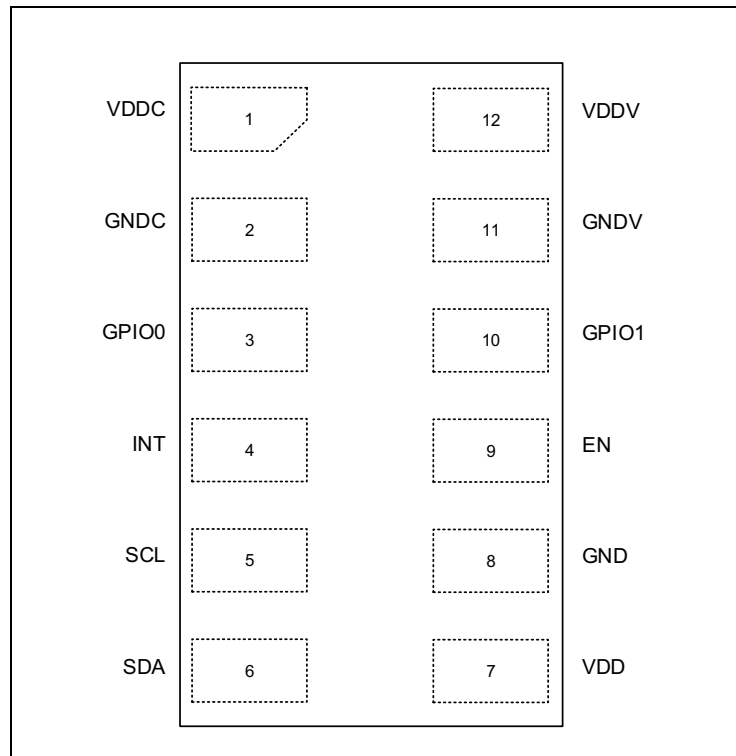 VDDC 1 12 VDDV
GNDC 2 11 GNDV
GPIO0 3 10 GPIO1
INT 4 9 EN
SCL 5 8 GND
SDA 6 7 VDD